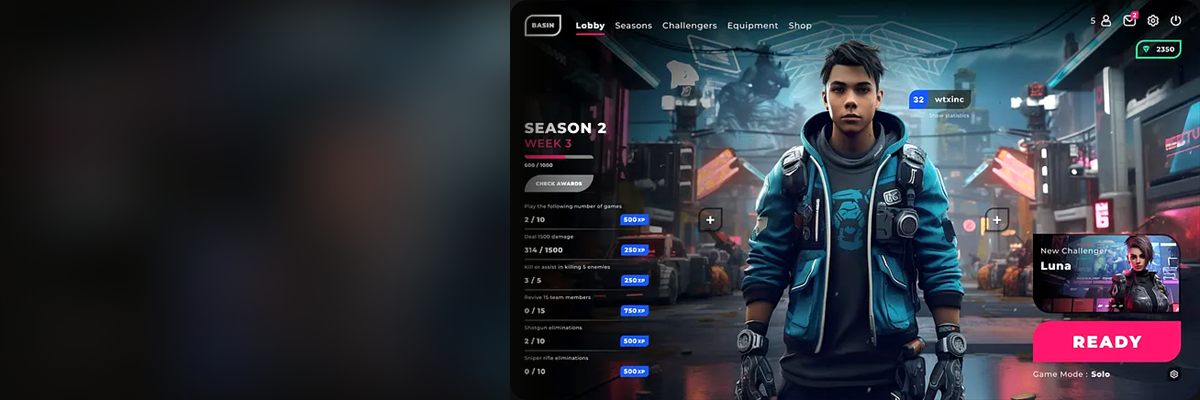 BASIN
Lobby Seasons Challengers Equipment Shop
5
2
2350
32 wtxinc
Show statistics
SEASON 2
WEEK 3
600 / 1000
CHECK AWARDS
Play the following number of games
2 / 10 500 XP
Deal 1500 damage
314 / 1500 250 XP
Kill or assist in killing 5 enemies
3 / 5 250 XP
Revive 15 team members
0 / 15 750 XP
Shotgun eliminations
2 / 10 500 XP
Sniper rifle eliminations
0 / 10 500 XP
New Challenger
Luna
READY
Game Mode : Solo